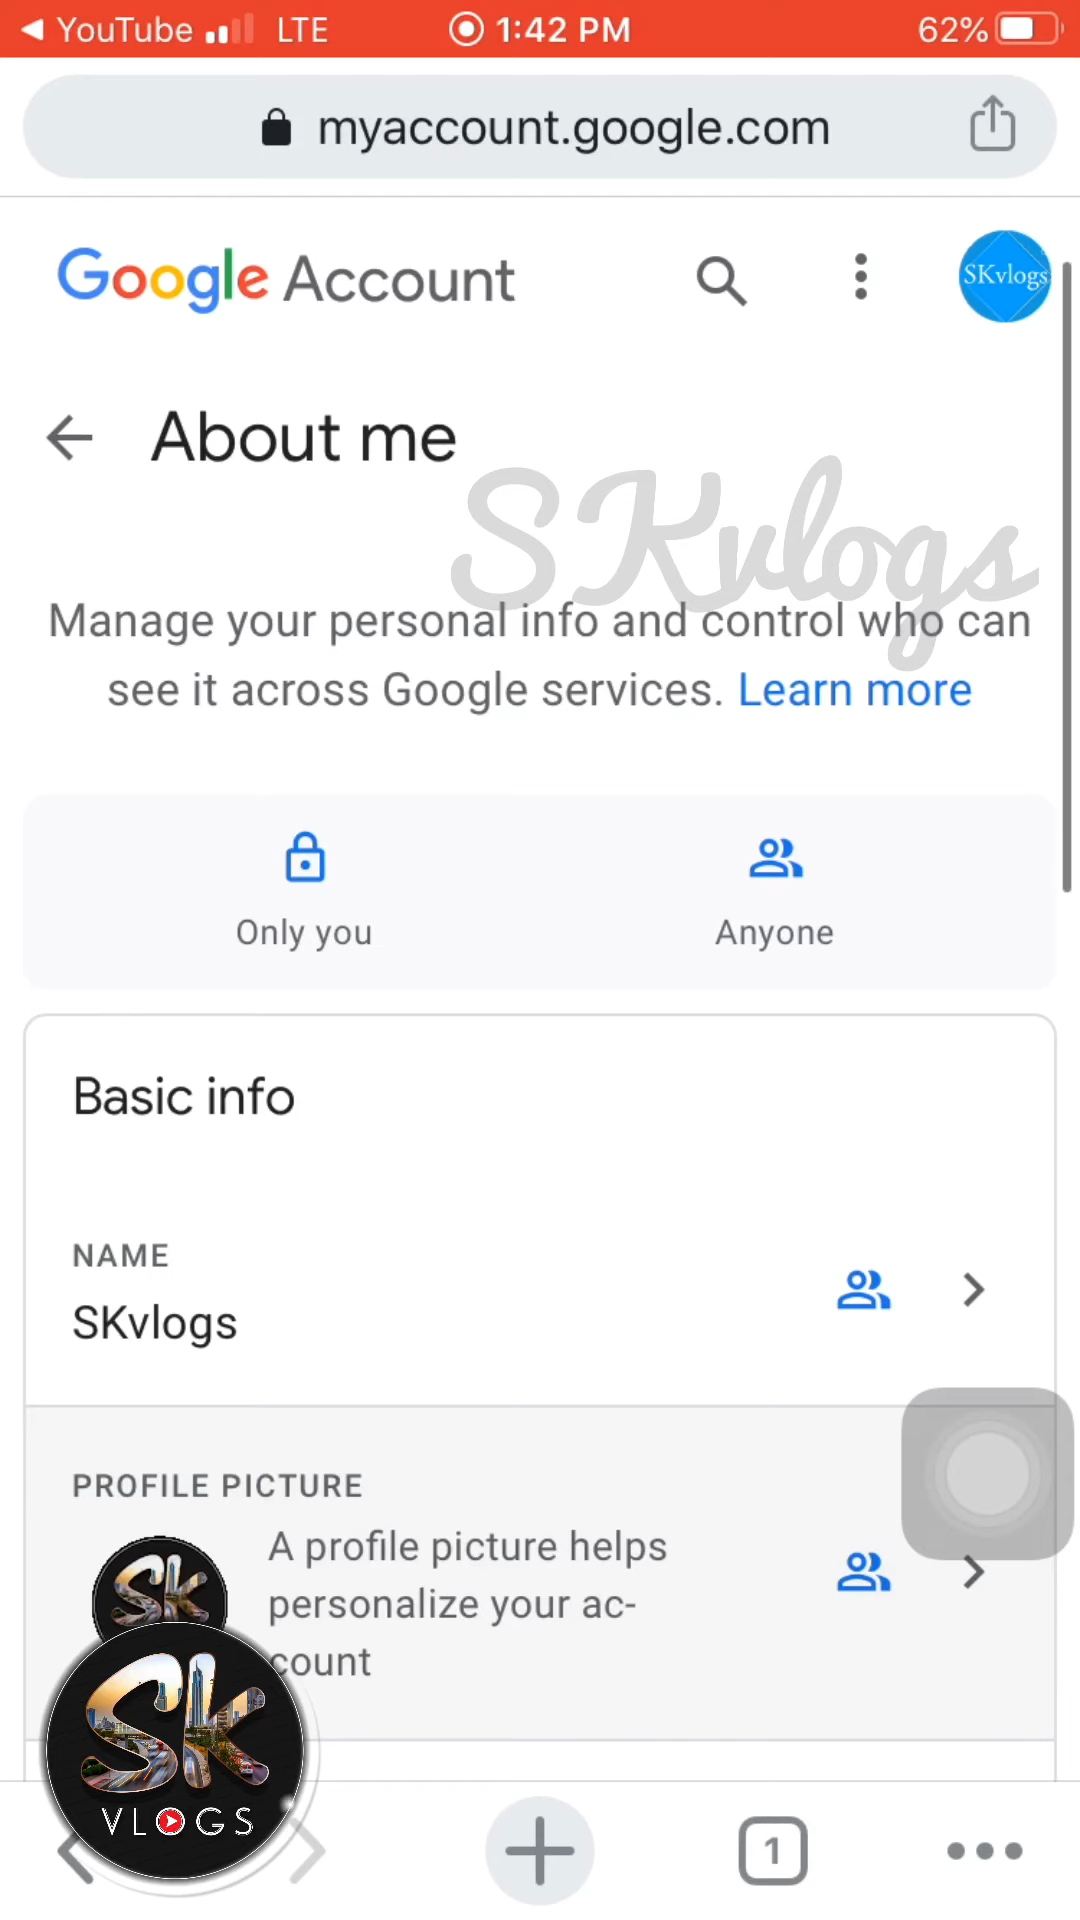 YouTube LTE 1:42 PM 62%
myaccount.google.com
Google Account
SKvlogs
About me
SKvlogs
Manage your personal info and control who can
see it across Google services. Learn more
Only you
Anyone
Basic info
NAME
SKvlogs
PROFILE PICTURE
A profile picture helps
personalize your ac-
count
Sk
Sk
VLOGS
1